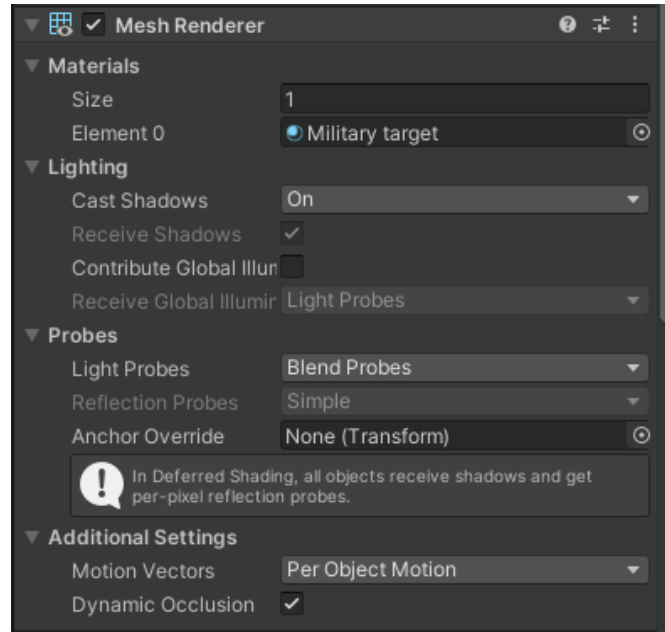 Mesh Renderer
Materials
Size 1
Element 0 Military target
Lighting
Cast Shadows On
Receive Shadows
Contribute Global Illun
Receive Global Illumin Light Probes
Probes
Light Probes Blend Probes
Reflection Probes Simple
Anchor Override None (Transform)
In Deferred Shading, all objects receive shadows and get
per-pixel reflection probes.
Additional Settings
Motion Vectors Per Object Motion
Dynamic Occlusion